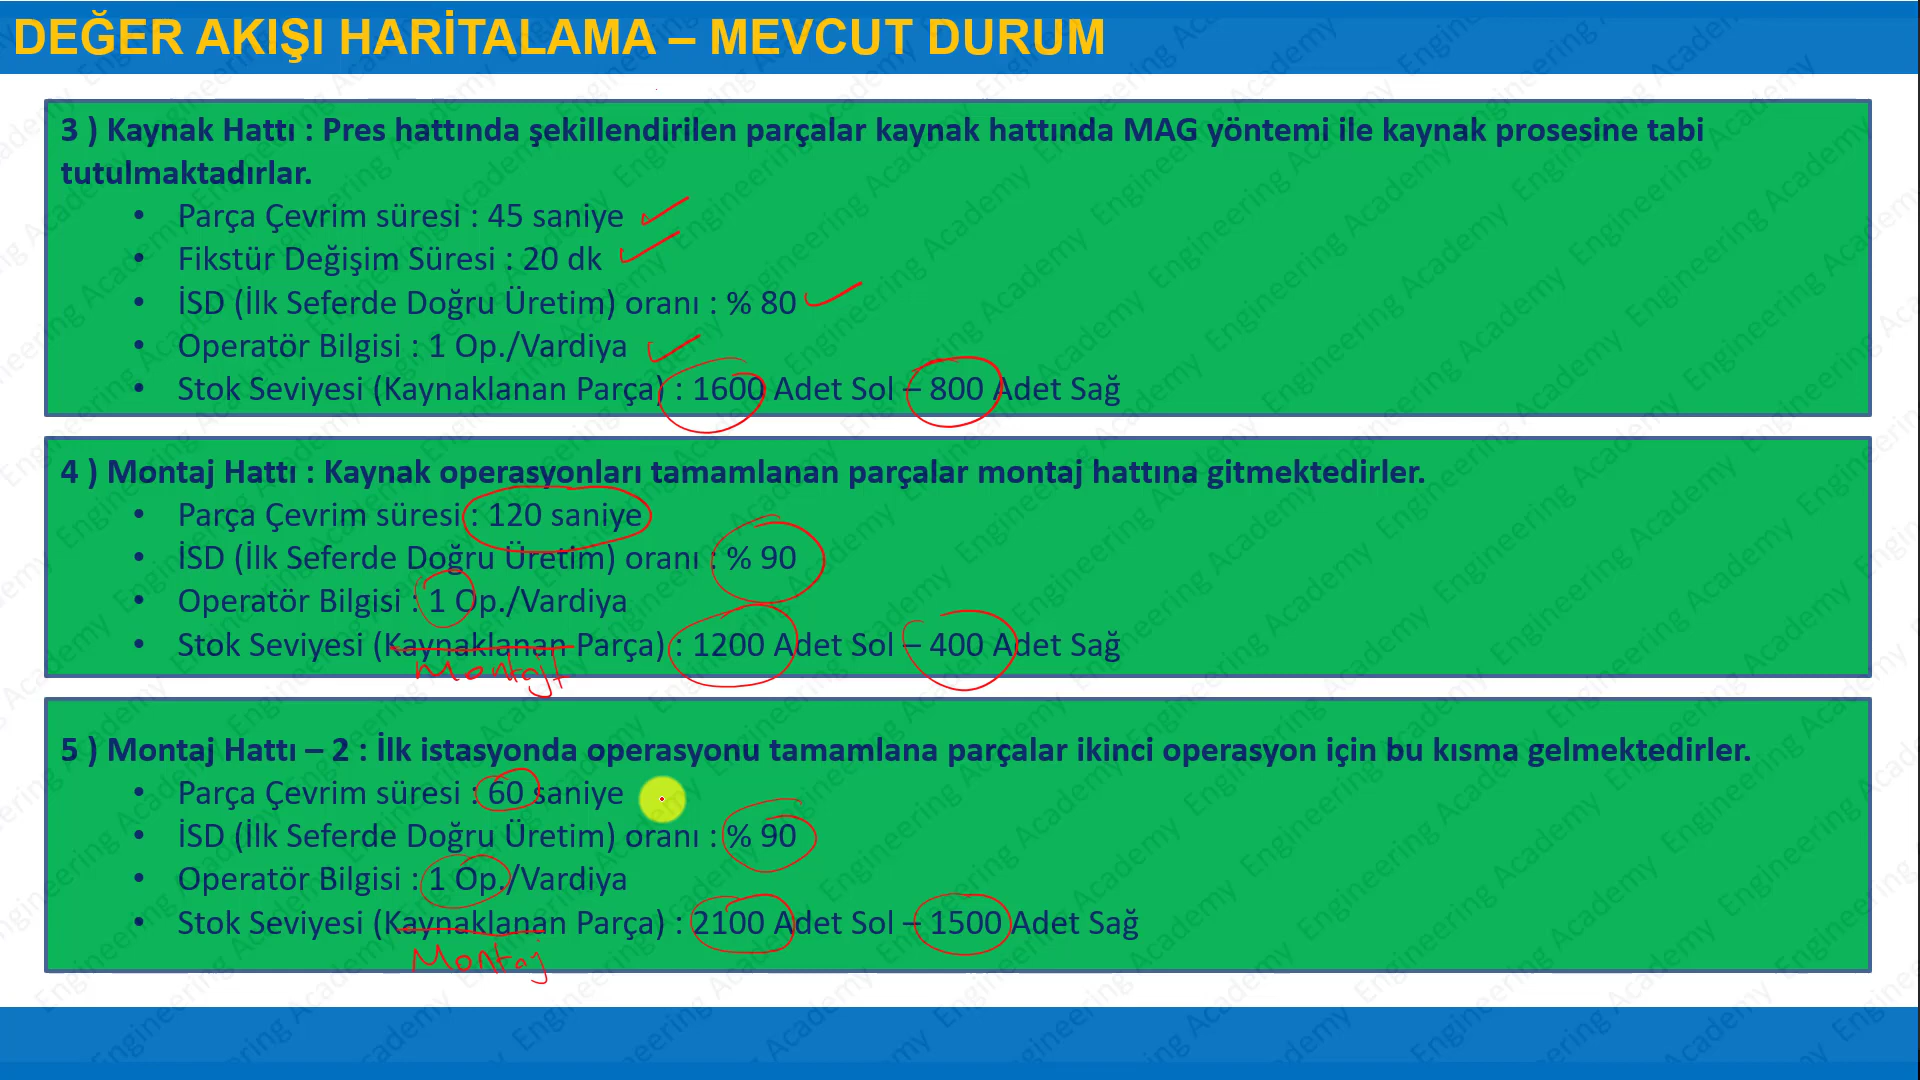 DEĞER AKIŞI HARİTALAMA – MEVCUT DURUM
3 ) Kaynak Hattı : Pres hattında şekillendirilen parçalar kaynak hattında MAG yöntemi ile kaynak prosesine tabi
tutulmaktadırlar.
• Parça Çevrim süresi : 45 saniye
• Fikstür Değişim Süresi : 20 dk
• İSD (İlk Seferde Doğru Üretim) oranı : % 80
• Operatör Bilgisi : 1 Op./Vardiya
• Stok Seviyesi (Kaynaklanan Parça) : 1600 Adet Sol – 800 Adet Sağ
4 ) Montaj Hattı : Kaynak operasyonları tamamlanan parçalar montaj hattına gitmektedirler.
• Parça Çevrim süresi : 120 saniye
• İSD (İlk Seferde Doğru Üretim) oranı : % 90
• Operatör Bilgisi : 1 Op./Vardiya
• Stok Seviyesi (Kaynaklanan Parça) : 1200 Adet Sol – 400 Adet Sağ
5 ) Montaj Hattı – 2 : İlk istasyonda operasyonu tamamlana parçalar ikinci operasyon için bu kısma gelmektedirler.
• Parça Çevrim süresi : 60 saniye
• İSD (İlk Seferde Doğru Üretim) oranı : % 90
• Operatör Bilgisi : 1 Op./Vardiya
• Stok Seviyesi (Kaynaklanan Parça) : 2100 Adet Sol – 1500 Adet Sağ
Montaj
Engineering Academy